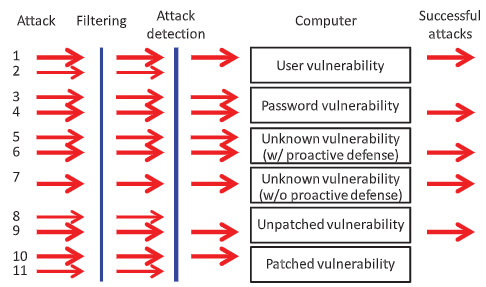 Attack Filtering Attack detection Computer Successful attacks
1 User vulnerability
2
3 Password vulnerability
4
5 Unknown vulnerability
6 (w/ proactive defense)
7 Unknown vulnerability
(w/o proactive defense)
8 Unpatched vulnerability
9
10 Patched vulnerability
11